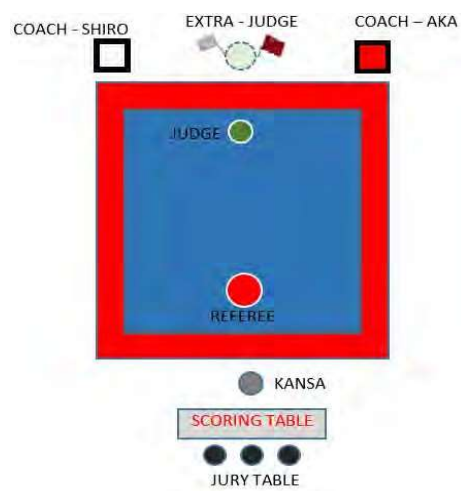 COACH - SHIRO
EXTRA - JUDGE
COACH – AKA
JUDGE
REFEREE
KANSA
SCORING TABLE
JURY TABLE